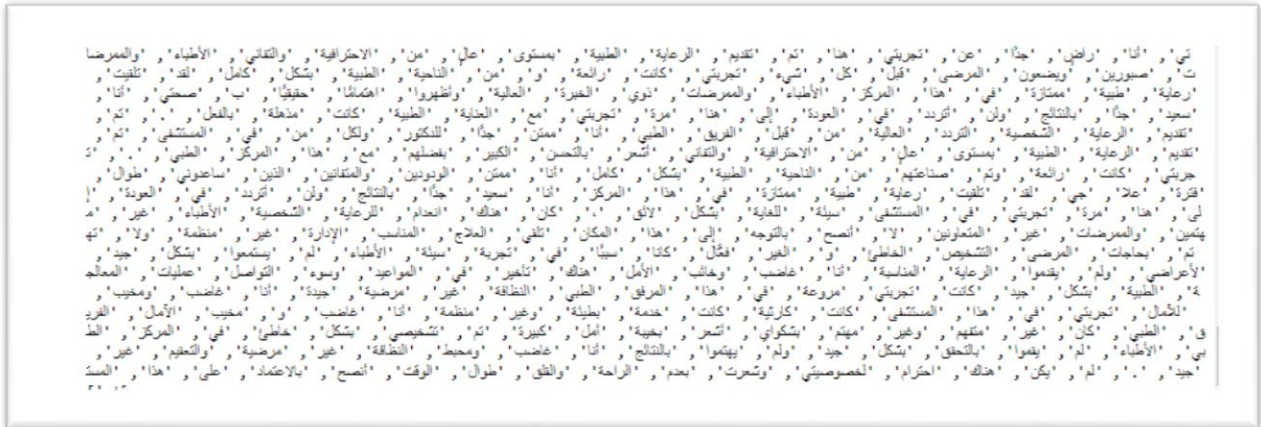 تي', 'أنا', 'راضٍ', 'جدًا', 'عن', 'تجربتي', 'هنا', 'تم', 'تقديم', 'الرعاية', 'الطبية', 'بمستوى', 'عالٍ', 'من', 'الاحترافية', 'والتفاني', 'الأطباء', 'والممرضا
ت', 'صبورين', 'ويضعون', 'المرضى', 'قبل', 'كل', 'شيء', 'تجربتي', 'كانت', 'رائعة', 'و', 'من', 'الناحية', 'الطبية', 'بشكل', 'كامل', 'لقد', 'تلقيت',
'رعاية', 'طبية', 'ممتازة', 'في', 'هذا', 'المركز', 'الأطباء', 'والممرضات', 'ذوي', 'الخبرة', 'العالية', 'وأظهروا', 'اهتمامًا', 'حقيقيًا', 'ب', 'صحتي', 'أنا',
'سعيد', 'جدًا', 'بالنتائج', 'ولن', 'أتردد', 'في', 'العودة', 'إلى', 'هنا', 'مرة', 'تجربتي', 'مع', 'العناية', 'الطبية', 'كانت', 'مذهلة', 'بالفعل', '.', 'تم',
'تقديم', 'الرعاية', 'الشخصية', 'التردد', 'العالية', 'من', 'قبل', 'الفريق', 'الطبي', 'أنا', 'ممتن', 'جدًا', 'للدكتور', 'ولكل', 'من', 'في', 'المستشفى', 'تم',
'تقديم', 'الرعاية', 'الطبية', 'بمستوى', 'عالٍ', 'من', 'الاحترافية', 'والتفاني', 'أشعر', 'بالتحسن', 'الكبير', 'بفضلهم', 'مع', 'هذا', 'المركز', 'الطبي', '.', 'ت
جربتي', 'كانت', 'رائعة', 'وتم', 'صناعتهم', 'من', 'الناحية', 'الطبية', 'بشكل', 'كامل', 'أنا', 'ممتن', 'الودودين', 'والمتفانين', 'الذين', 'ساعدوني', 'طوال',
'فترة', 'علا', 'جي', 'لقد', 'تلقيت', 'رعاية', 'طبية', 'ممتازة', 'في', 'هذا', 'المركز', 'أنا', 'سعيد', 'جدًا', 'بالنتائج', 'ولن', 'أتردد', 'في', 'العودة', 'إ
لى', 'هنا', 'مرة', 'تجربتي', 'في', 'المستشفى', 'سيئة', 'للغاية', 'بشكل', 'لائق', '،', 'كان', 'هناك', 'انعدام', 'للرعاية', 'الشخصية', 'الأطباء', 'غير', 'م
هتمين', 'والممرضات', 'غير', 'المتعاونين', 'لا', 'أنصح', 'بالتوجه', 'إلى', 'هذا', 'المكان', 'تلقي', 'العلاج', 'المناسب', 'الإدارة', 'غير', 'منظمة', 'ولا', 'ته
تم', 'بحاجات', 'المرضى', 'التشخيص', 'الخاطئ', 'و', 'الغير', 'فعّال', 'كانا', 'سببًا', 'في', 'تجربة', 'سيئة', 'الأطباء', 'لم', 'يستمعوا', 'بشكل', 'جيد',
'لأعراضي', 'ولم', 'يقدموا', 'الرعاية', 'المناسبة', 'أنا', 'غاضب', 'وخائب', 'الأمل', 'هناك', 'تأخير', 'في', 'المواعيد', 'وسوء', 'التواصل', 'عمليات', 'المعالج
ة', 'الطبية', 'بشكل', 'جيد', 'كانت', 'تجربتي', 'مروعة', 'في', 'هذا', 'المرفق', 'الطبي', 'النظافة', 'غير', 'مرضية', 'جيدة', 'أنا', 'غاضب', 'ومخيب',
'للآمال', 'تجربتي', 'في', 'هذا', 'المستشفى', 'كانت', 'كارثية', 'كانت', 'خدمة', 'بطيئة', 'وغير', 'منظمة', 'أنا', 'غاضب', 'و', 'مخيب', 'الأمال', 'الفري
ق', 'الطبي', 'كان', 'غير', 'متفهم', 'وغير', 'مهتم', 'بشكواي', 'أشعر', 'بخيبة', 'أمل', 'كبيرة', 'تم', 'تشخيصي', 'بشكل', 'خاطئ', 'في', 'المركز', 'الط
بي', 'الأطباء', 'لم', 'يقموا', 'بالتحقق', 'بشكل', 'جيد', 'ولم', 'يهتموا', 'بالنتائج', 'أنا', 'غاضب', 'ومحبط', 'النظافة', 'غير', 'مرضية', 'والتعقيم', 'غير',
'جيد', '.', 'لم', 'يكن', 'هناك', 'احترام', 'لخصوصيتي', 'وشعرت', 'بعدم', 'الراحة', 'والقلق', 'طوال', 'الوقت', 'أنصح', 'بالاعتماد', 'على', 'هذا', 'المست